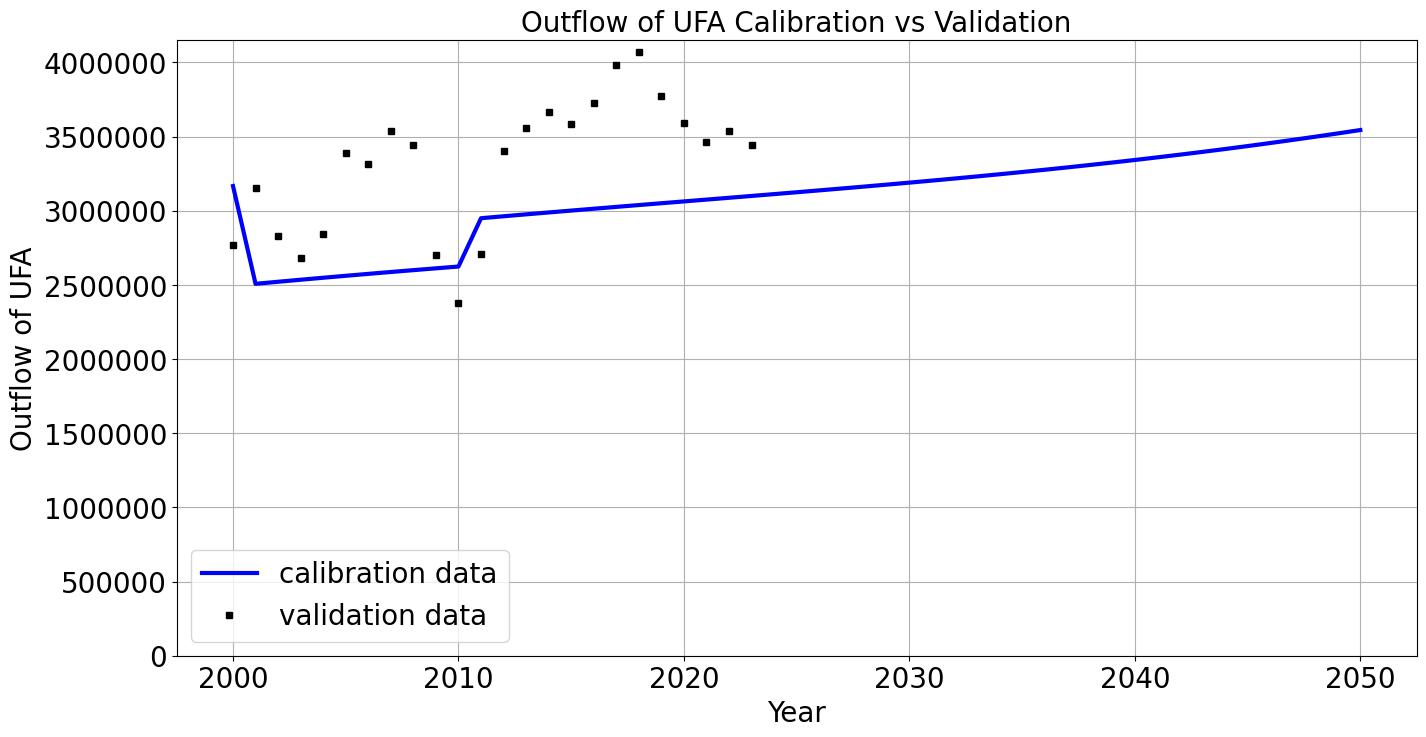 Outflow of UFA Calibration vs Validation
Outflow of UFA
4000000
3500000
3000000
2500000
2000000
1500000
1000000
500000
0
calibration data
validation data
2000 2010 2020 2030 2040 2050
Year